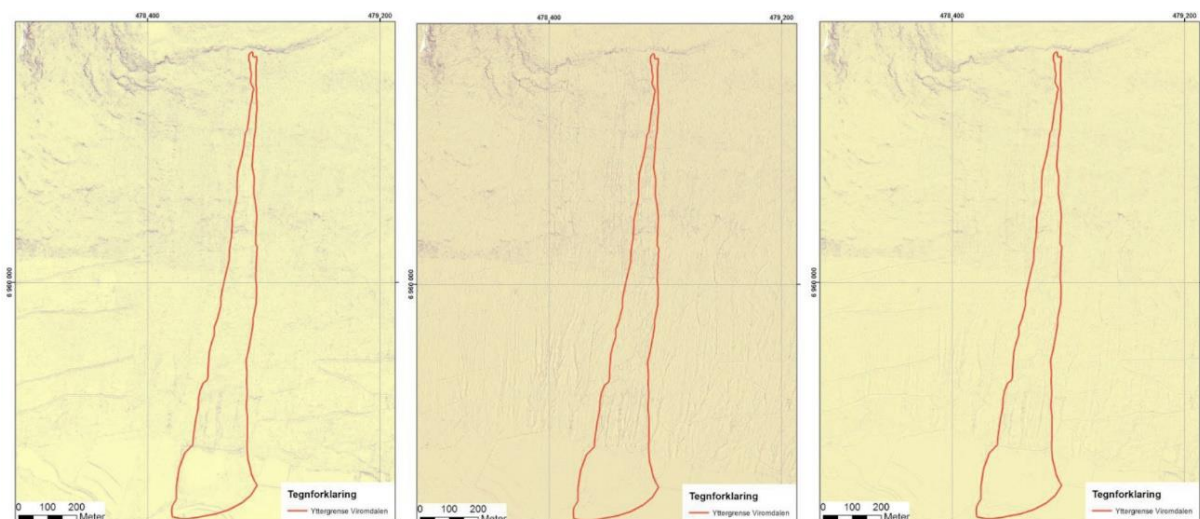 478,400
479,200
6 960 000
0 100 200
Meter
Tegnforklaring
Yttergrense Viromdalen
478,400
479,200
6 960 000
0 100 200
Meter
Tegnforklaring
Yttergrense Viromdalen
478,400
479,200
6 960 000
0 100 200
Meter
Tegnforklaring
Yttergrense Viromdalen